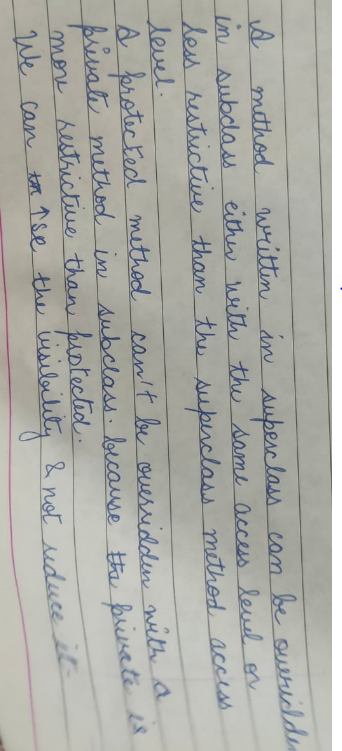 A method written in superclass can be overridde
in subclass either with the same access level or
less restrictive than the superclass method access
level.
A protected method can't be overridden with a
private method in subclass. because the private is
more restrictive than protected.
We can ↑se the visibility & not reduce it.